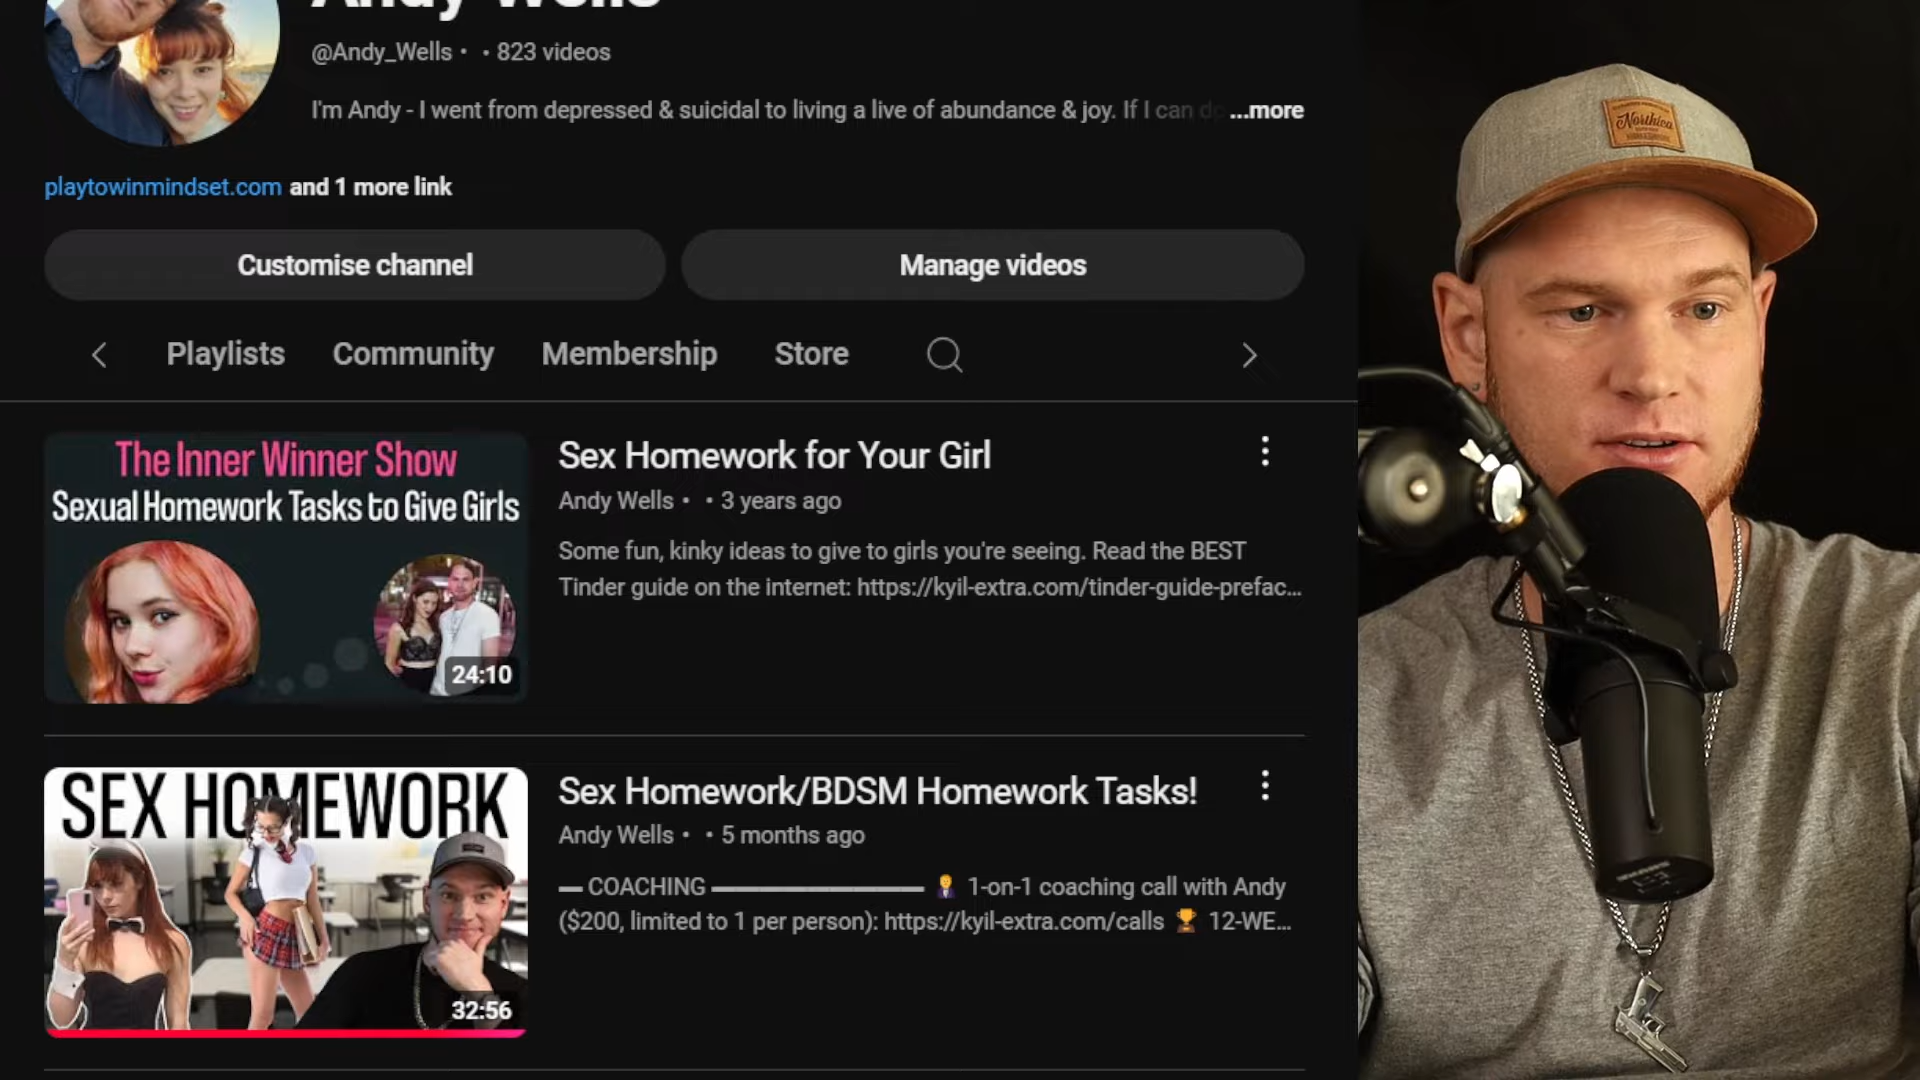 Andy Wells
@Andy_Wells • • 823 videos
I'm Andy - I went from depressed & suicidal to living a live of abundance & joy. If I can do ...more
playtowinmindset.com and 1 more link
Customise channel
Manage videos
Playlists
Community
Membership
Store
The Inner Winner Show
Sexual Homework Tasks to Give Girls
24:10
Sex Homework for Your Girl
Andy Wells • • 3 years ago
Some fun, kinky ideas to give to girls you're seeing. Read the BEST
Tinder guide on the internet: https://kyil-extra.com/tinder-guide-prefac...
SEX HOMEWORK
32:56
Sex Homework/BDSM Homework Tasks!
Andy Wells • • 5 months ago
▬ COACHING ▬▬▬▬▬▬▬▬▬ 🤵 1-on-1 coaching call with Andy
($200, limited to 1 per person): https://kyil-extra.com/calls 🏆 12-WE...
Northica